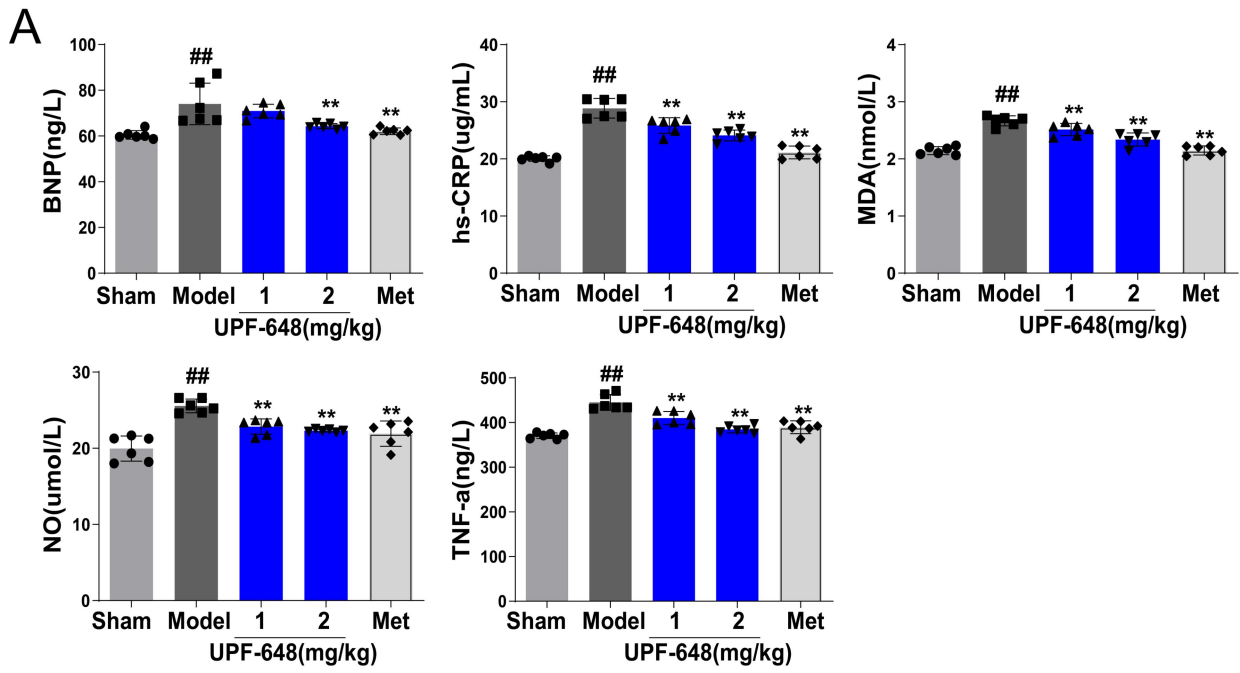 A
BNP(ng/L)
100
80
60
40
20
0
##
**
**
Sham Model 1 2 Met
UPF-648(mg/kg)
hs-CRP(ug/mL)
40
30
20
10
0
##
**
**
**
Sham Model 1 2 Met
UPF-648(mg/kg)
MDA(nmol/L)
4
3
2
1
0
##
**
**
**
Sham Model 1 2 Met
UPF-648(mg/kg)
NO(umol/L)
30
20
10
0
##
**
**
**
Sham Model 1 2 Met
UPF-648(mg/kg)
TNF-a(ng/L)
500
400
300
200
100
0
##
**
**
**
Sham Model 1 2 Met
UPF-648(mg/kg)